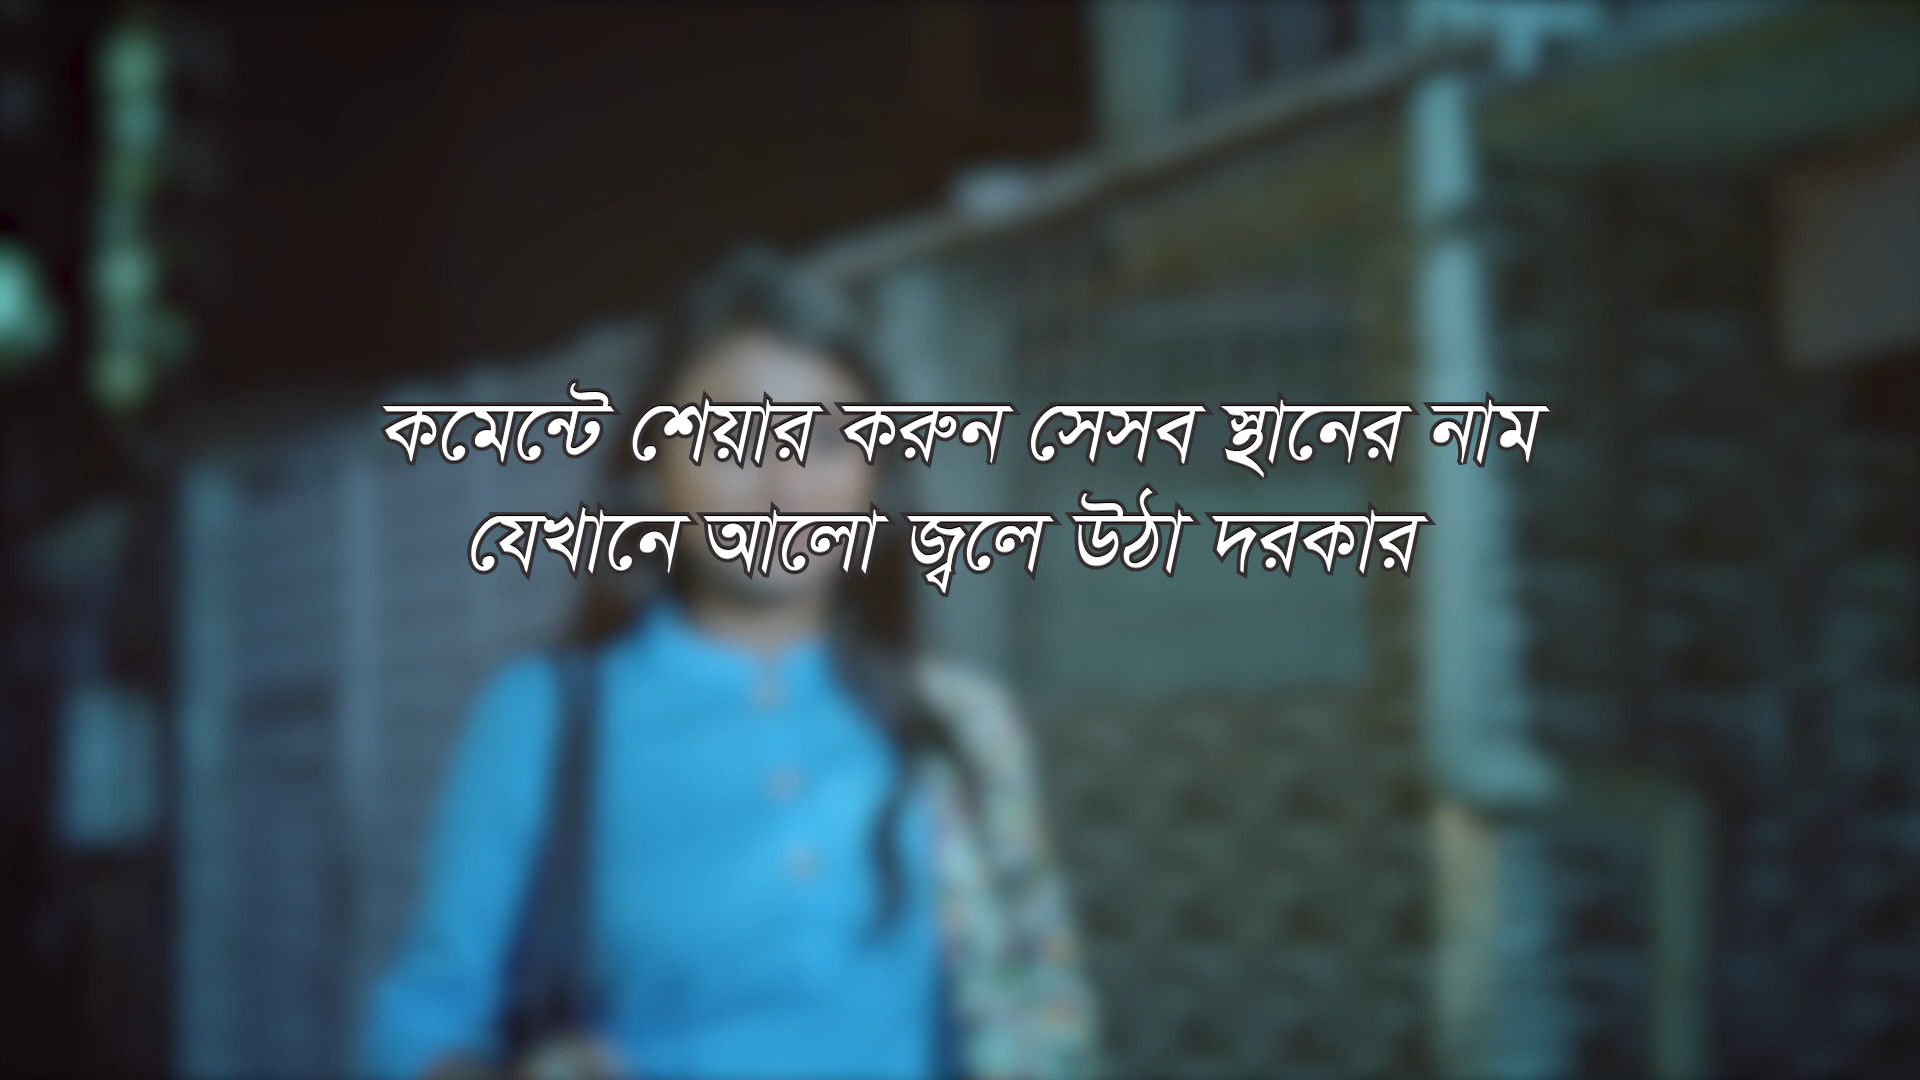 কমেন্টে শেয়ার করুন সেসব স্থানের নাম
যেখানে আলো জ্বলে উঠা দরকার